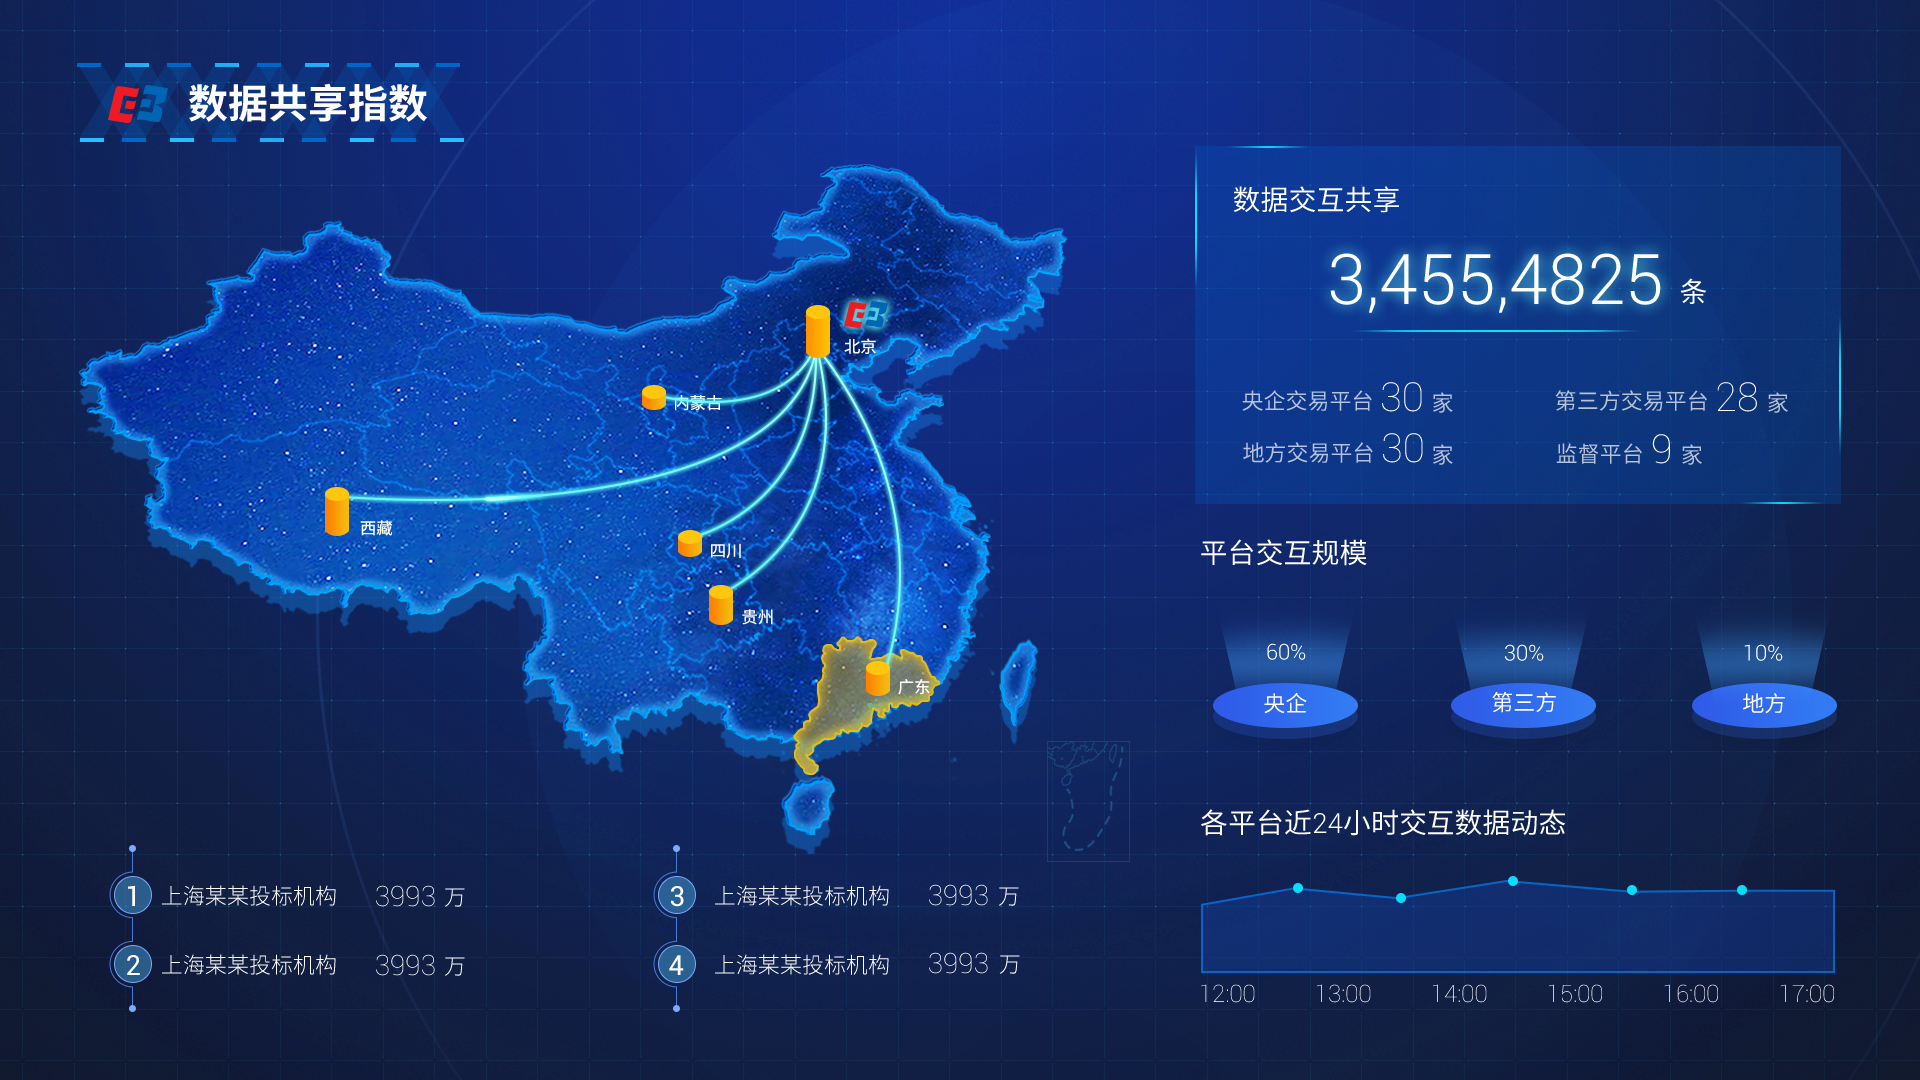 数据共享指数
北京
内蒙古
西藏
四川
贵州
广东
1 上海某某投标机构 3993 万
2 上海某某投标机构 3993 万
3 上海某某投标机构 3993 万
4 上海某某投标机构 3993 万
数据交互共享
3,455,4825 条
央企交易平台 30 家
第三方交易平台 28 家
地方交易平台 30 家
监督平台 9 家
平台交互规模
60%
30%
10%
央企
第三方
地方
各平台近24小时交互数据动态
12:00 13:00 14:00 15:00 16:00 17:00